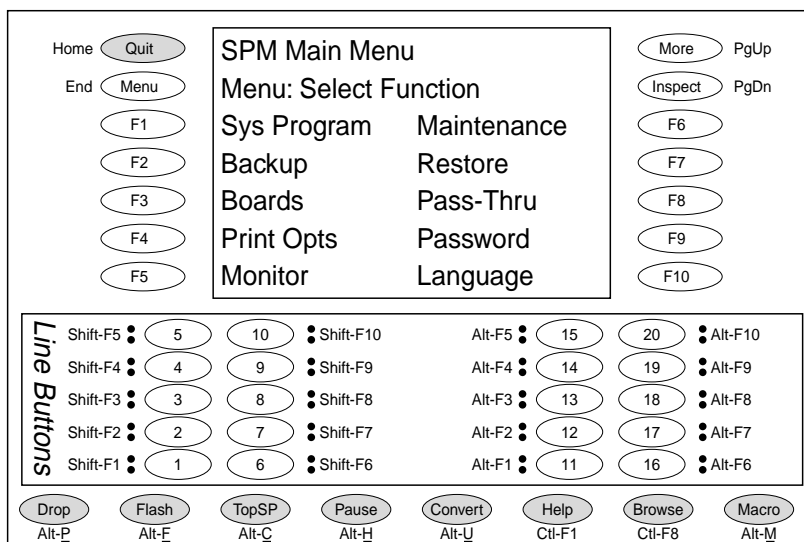 Home Quit SPM Main Menu More PgUp
End Menu Menu: Select Function Inspect PgDn
F1 Sys Program Maintenance F6
F2 Backup Restore F7
F3 Boards Pass-Thru F8
F4 Print Opts Password F9
F5 Monitor Language F10
Line Buttons
Shift-F5 5 10 Shift-F10 Alt-F5 15 20 Alt-F10
Shift-F4 4 9 Shift-F9 Alt-F4 14 19 Alt-F9
Shift-F3 3 8 Shift-F8 Alt-F3 13 18 Alt-F8
Shift-F2 2 7 Shift-F7 Alt-F2 12 17 Alt-F7
Shift-F1 1 6 Shift-F6 Alt-F1 11 16 Alt-F6
Drop Flash TopSP Pause Convert Help Browse Macro
Alt-P Alt-F Alt-C Alt-H Alt-U Ctl-F1 Ctl-F8 Alt-M